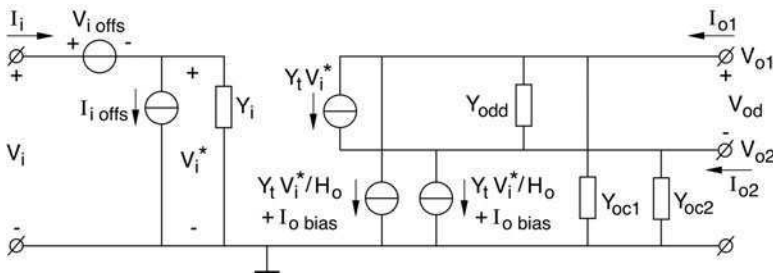 I_i
V_i offs
+ -
+
I_i offs
Y_i
V_i
V_i*
+
-
-
Y_t V_i*
Y_odd
Y_t V_i*/H_o
+ I_o bias
Y_t V_i*/H_o
+ I_o bias
Y_oc1
Y_oc2
I_o1
V_o1
+
V_od
-
V_o2
I_o2